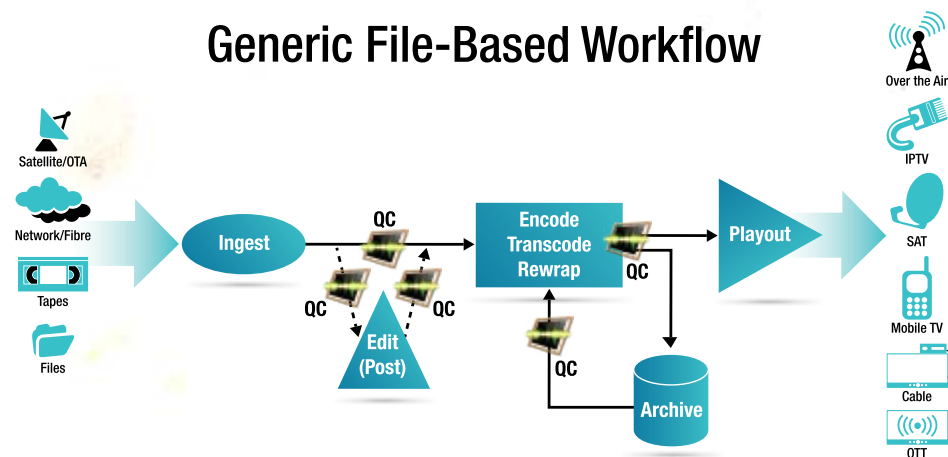 Generic File-Based Workflow
Satellite/OTA
Network/Fibre
Tapes
Files
Ingest
QC
QC
QC
Edit
(Post)
Encode
Transcode
Rewrap
QC
QC
Archive
Playout
Over the Air
IPTV
SAT
Mobile TV
Cable
OTT